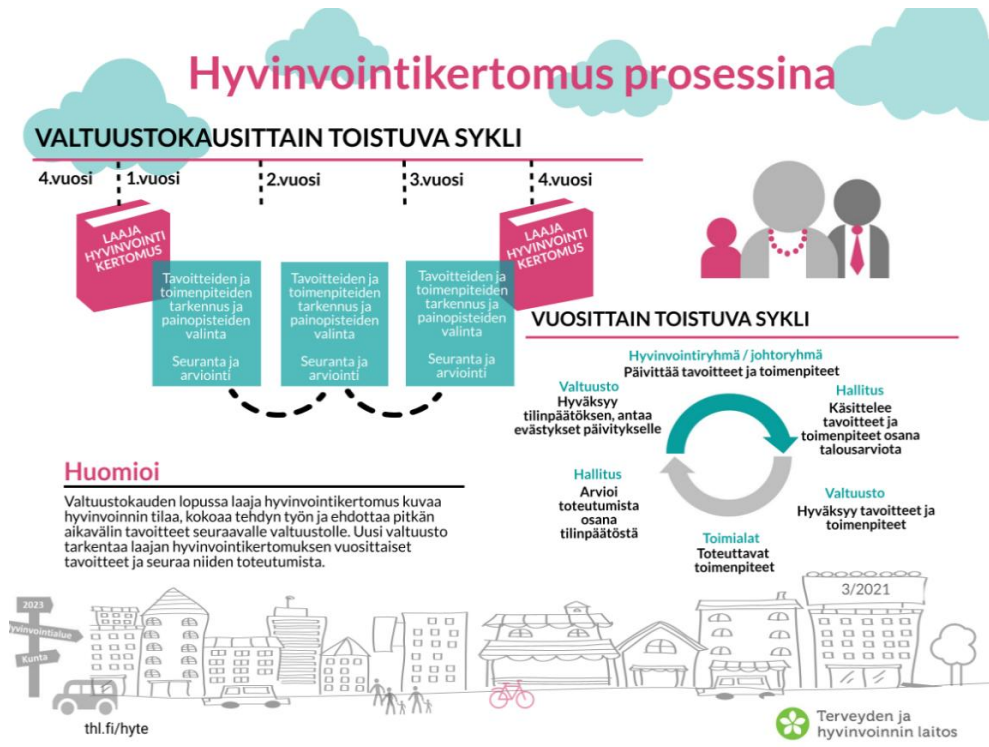 Hyvinvointikertomus prosessina
VALTUUSTOKAUSITTAIN TOISTUVA SYKLI
4.vuosi
1.vuosi
2.vuosi
3.vuosi
4.vuosi
LAAJA
HYVINVOINTI
KERTOMUS
LAAJA
HYVINVOINTI
KERTOMUS
Tavoitteiden ja
toimenpiteiden
tarkennus ja
painopisteiden
valinta
Seuranta ja
arviointi
Tavoitteiden ja
toimenpiteiden
tarkennus ja
painopisteiden
valinta
Seuranta ja
arviointi
Tavoitteiden ja
toimenpiteiden
tarkennus ja
painopisteiden
valinta
Seuranta ja
arviointi
VUOSITTAIN TOISTUVA SYKLI
Hyvinvointiryhmä / johtoryhmä
Päivittää tavoitteet ja toimenpiteet
Hallitus
Käsittelee
tavoitteet ja
toimenpiteet osana
talousarviota
Valtuusto
Hyväksyy tavoitteet ja
toimenpiteet
Toimialat
Toteuttavat
toimenpiteet
Hallitus
Arvioi
toteutumista
osana
tilinpäätöstä
Valtuusto
Hyväksyy
tilinpäätöksen, antaa
evästykset päivitykselle
Huomioi
Valtuustokauden lopussa laaja hyvinvointikertomus kuvaa
hyvinvoinnin tilaa, kokoaa tehdyn työn ja ehdottaa pitkän
aikavälin tavoitteet seuraavalle valtuustolle. Uusi valtuusto
tarkentaa laajan hyvinvointikertomuksen vuosittaiset
tavoitteet ja seuraa niiden toteutumista.
2023
yvinvointialue
Kunta
3/2021
thl.fi/hyte
Terveyden ja
hyvinvoinnin laitos